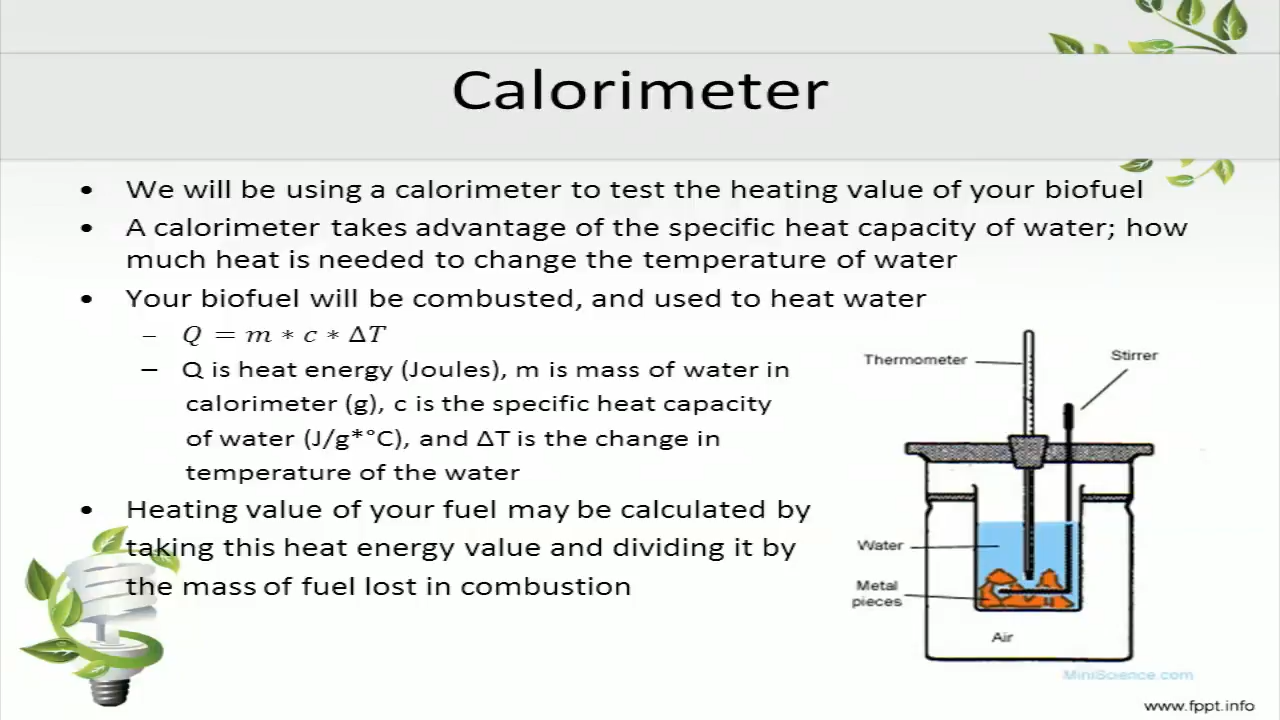 Calorimeter
• We will be using a calorimeter to test the heating value of your biofuel
• A calorimeter takes advantage of the specific heat capacity of water; how
much heat is needed to change the temperature of water
• Your biofuel will be combusted, and used to heat water
– Q = m ∗ c ∗ ΔT
– Q is heat energy (Joules), m is mass of water in
calorimeter (g), c is the specific heat capacity
of water (J/g*°C), and ΔT is the change in
temperature of the water
• Heating value of your fuel may be calculated by
taking this heat energy value and dividing it by
the mass of fuel lost in combustion
Thermometer
Stirrer
Water
Metal
pieces
Air
MiniScience.com
www.fppt.info